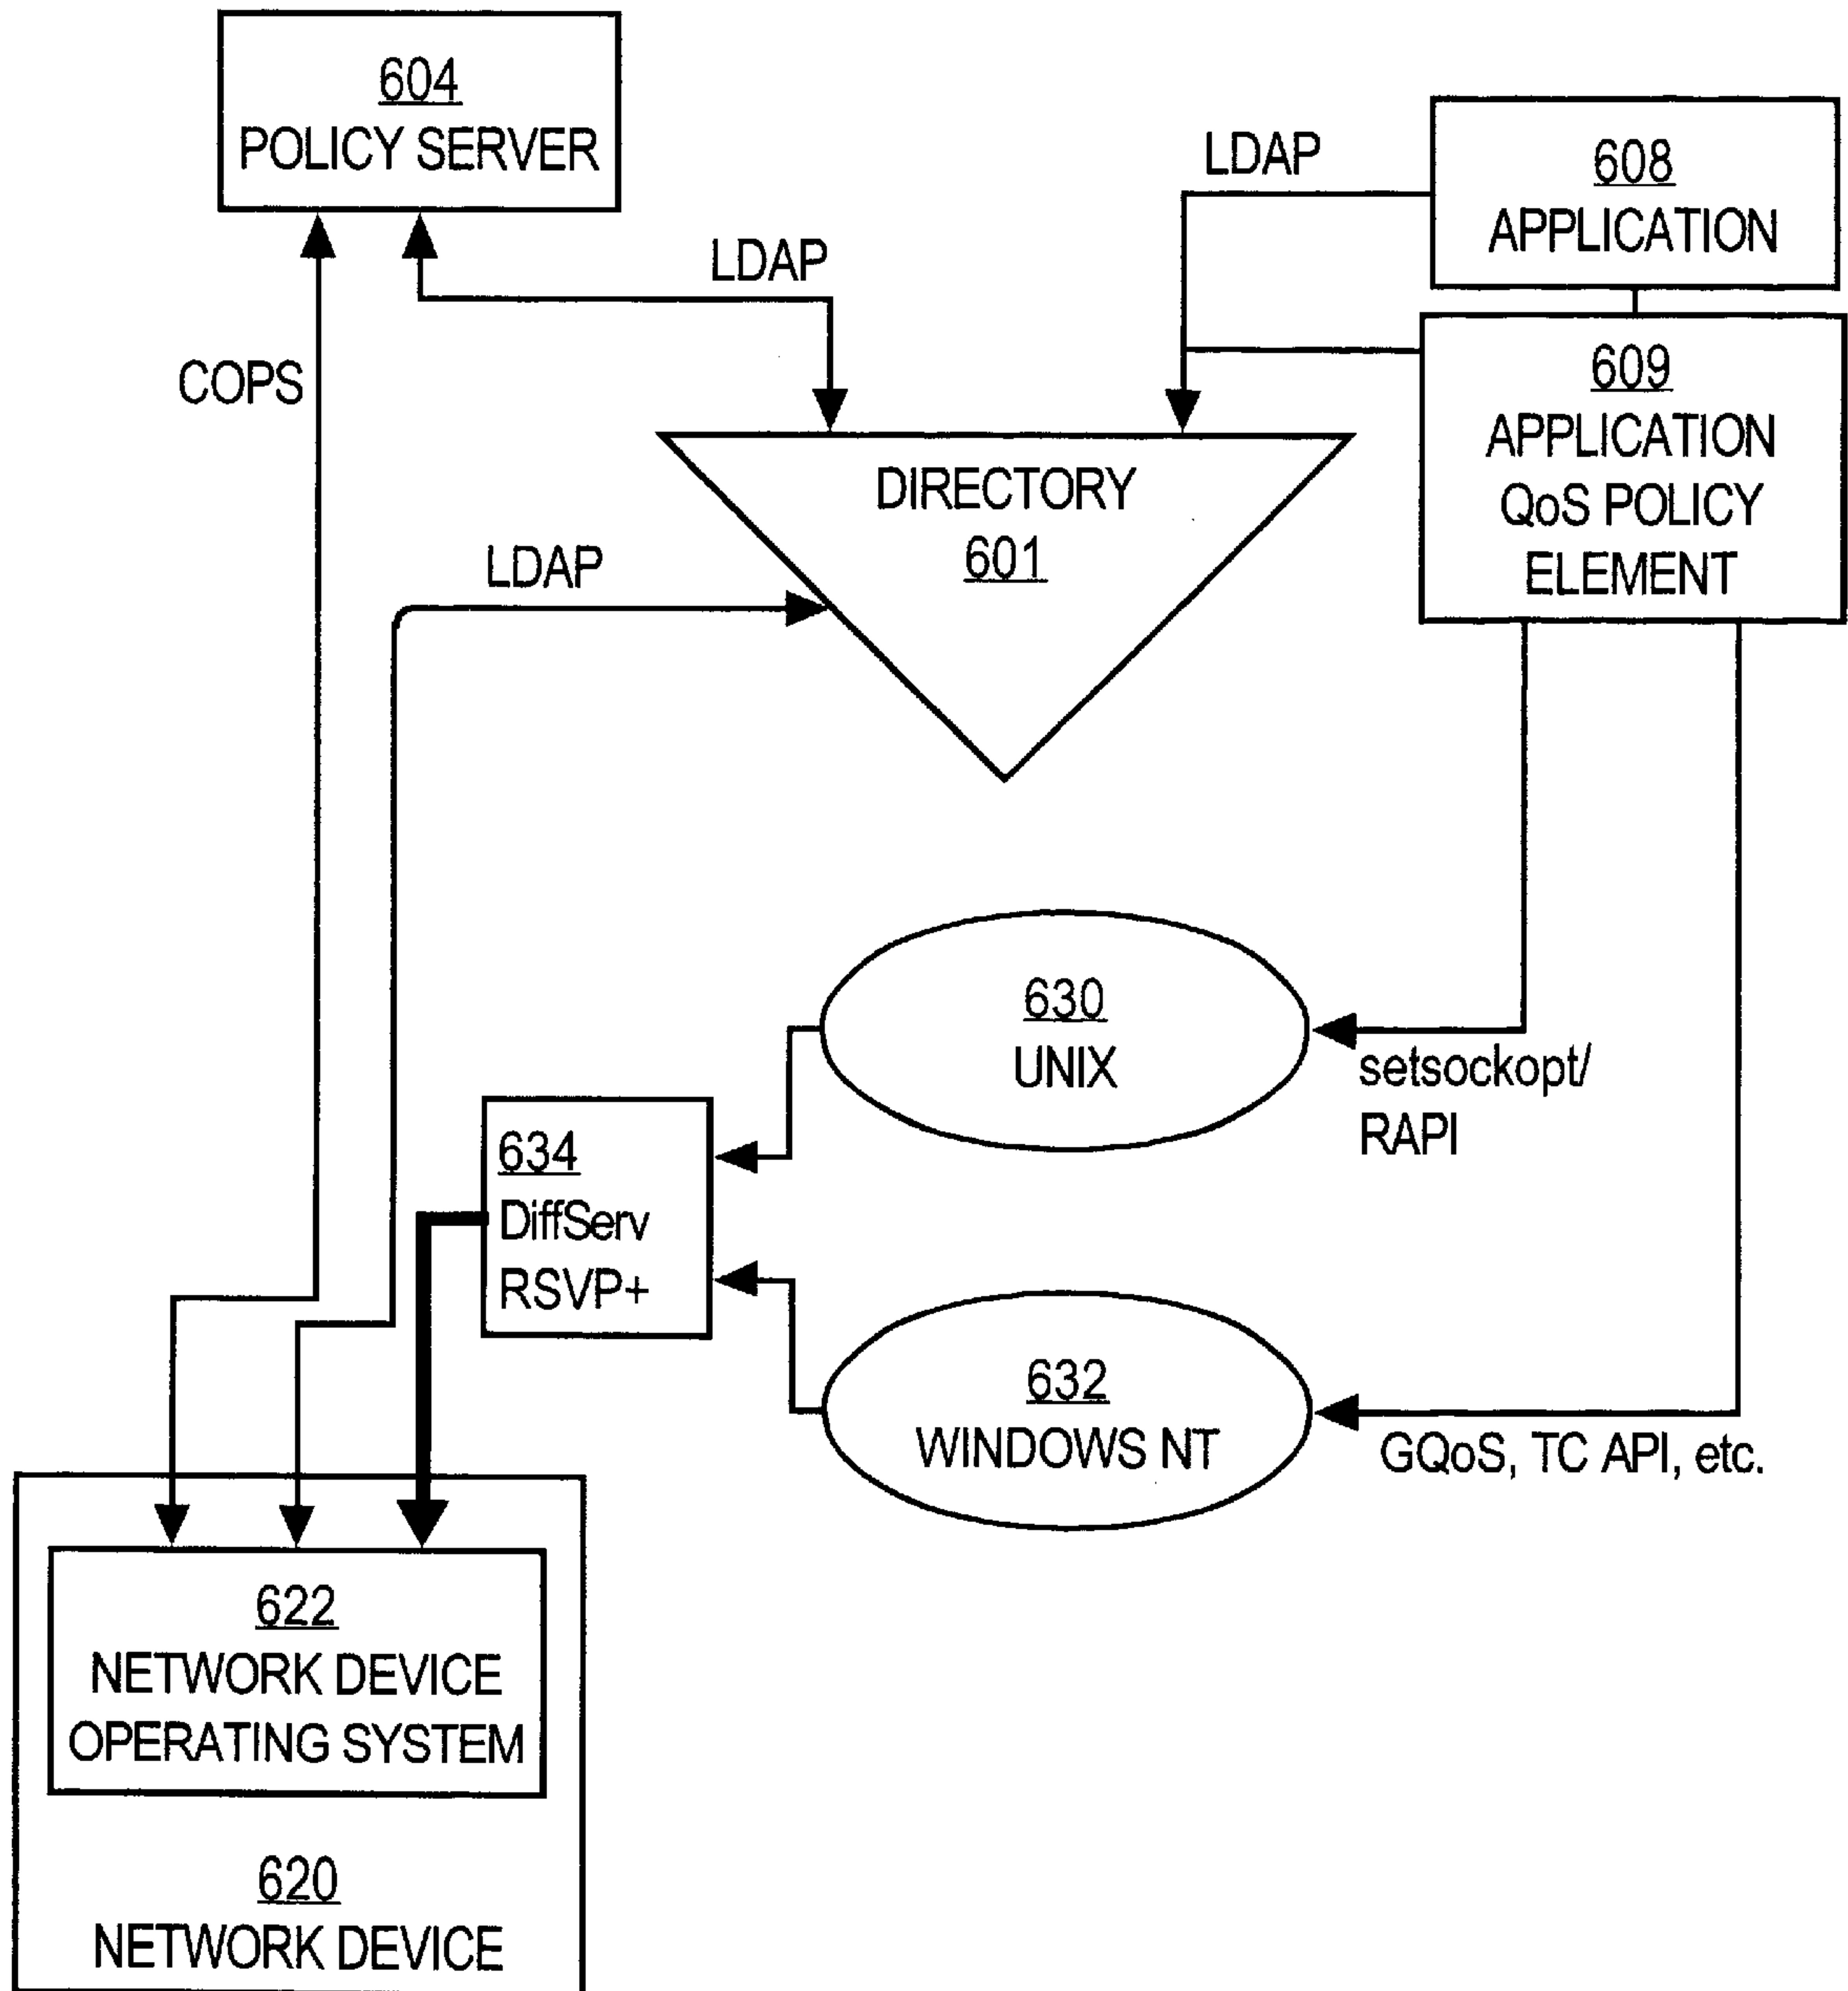 604
POLICY SERVER
LDAP
608
APPLICATION
LDAP
COPS
609
APPLICATION
QoS POLICY
ELEMENT
DIRECTORY
601
LDAP
630
UNIX
setsockopt/
RAPI
634
DiffServ
RSVP+
632
WINDOWS NT
GQoS, TC API, etc.
622
NETWORK DEVICE
OPERATING SYSTEM
620
NETWORK DEVICE